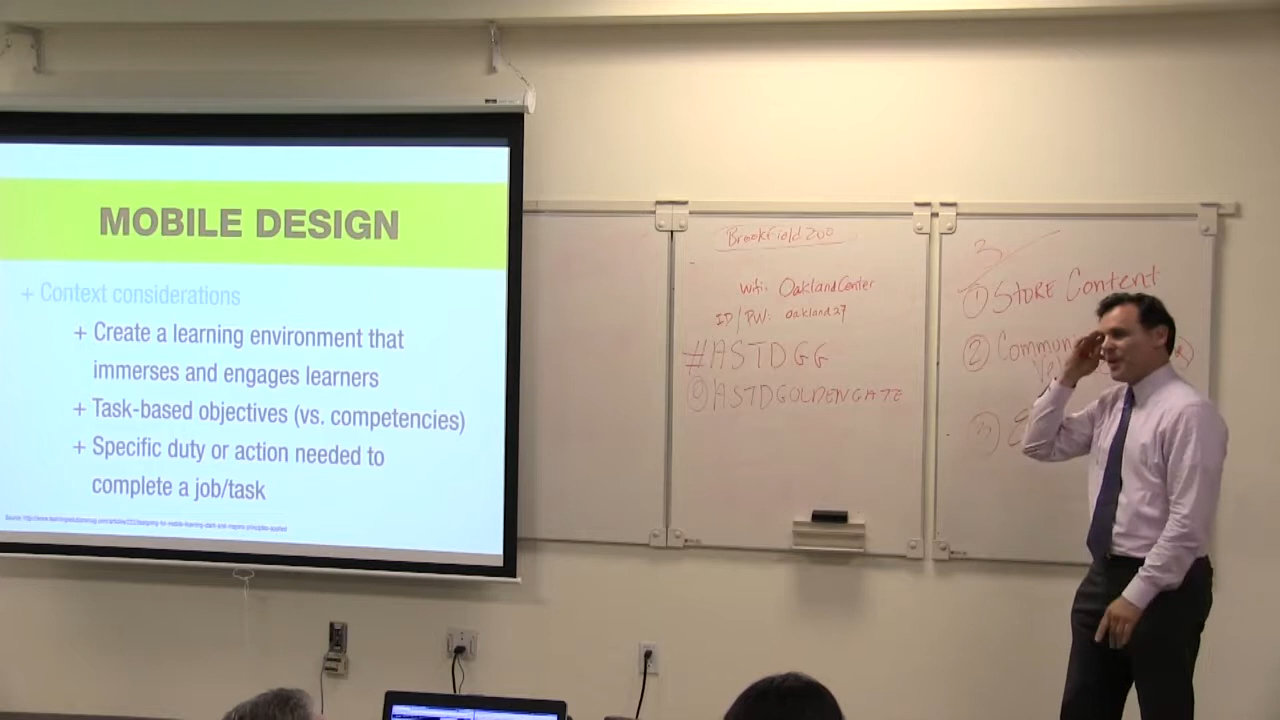 MOBILE DESIGN
+ Context considerations
+ Create a learning environment that
immerses and engages learners
+ Task-based objectives (vs. competencies)
+ Specific duty or action needed to
complete a job/task
Brookfield 200
wifi: OaklandCenter
ID/PW: oakland27
#ASTDGG
@ASTDGOLDENGATE
3
① STORE Content
②
③